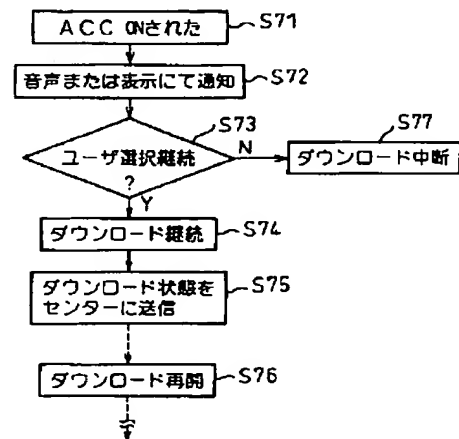 ACC ONされた
S71
音声または表示にて通知
S72
S73
ユーザ選択継続
?
N
Y
S77
ダウンロード中断
ダウンロード継続
S74
ダウンロード状態を
センターに送信
S75
ダウンロード再開
S76